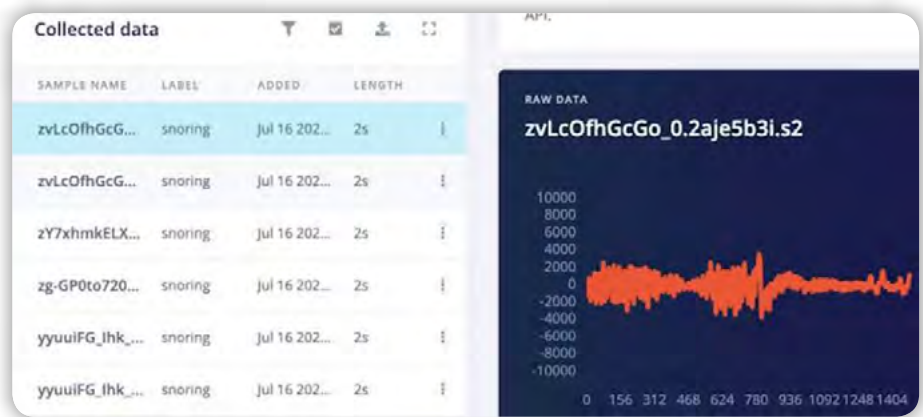 Collected data
SAMPLE NAME LABEL ADDED LENGTH
zvLcOfhGcG... snoring Jul 16 202... 2s
zvLcOfhGcG... snoring Jul 16 202... 2s
zY7xhmkELX... snoring Jul 16 202... 2s
zg-GP0to720... snoring Jul 16 202... 2s
yyuuiFG_Ihk_... snoring Jul 16 202... 2s
yyuuiFG_Ihk_... snoring Jul 16 202... 2s
API.
RAW DATA
zvLcOfhGcGo_0.2aje5b3i.s2
10000
8000
6000
4000
2000
0
-2000
-4000
-6000
-8000
-10000
0 156 312 468 624 780 936 1092 1248 1404